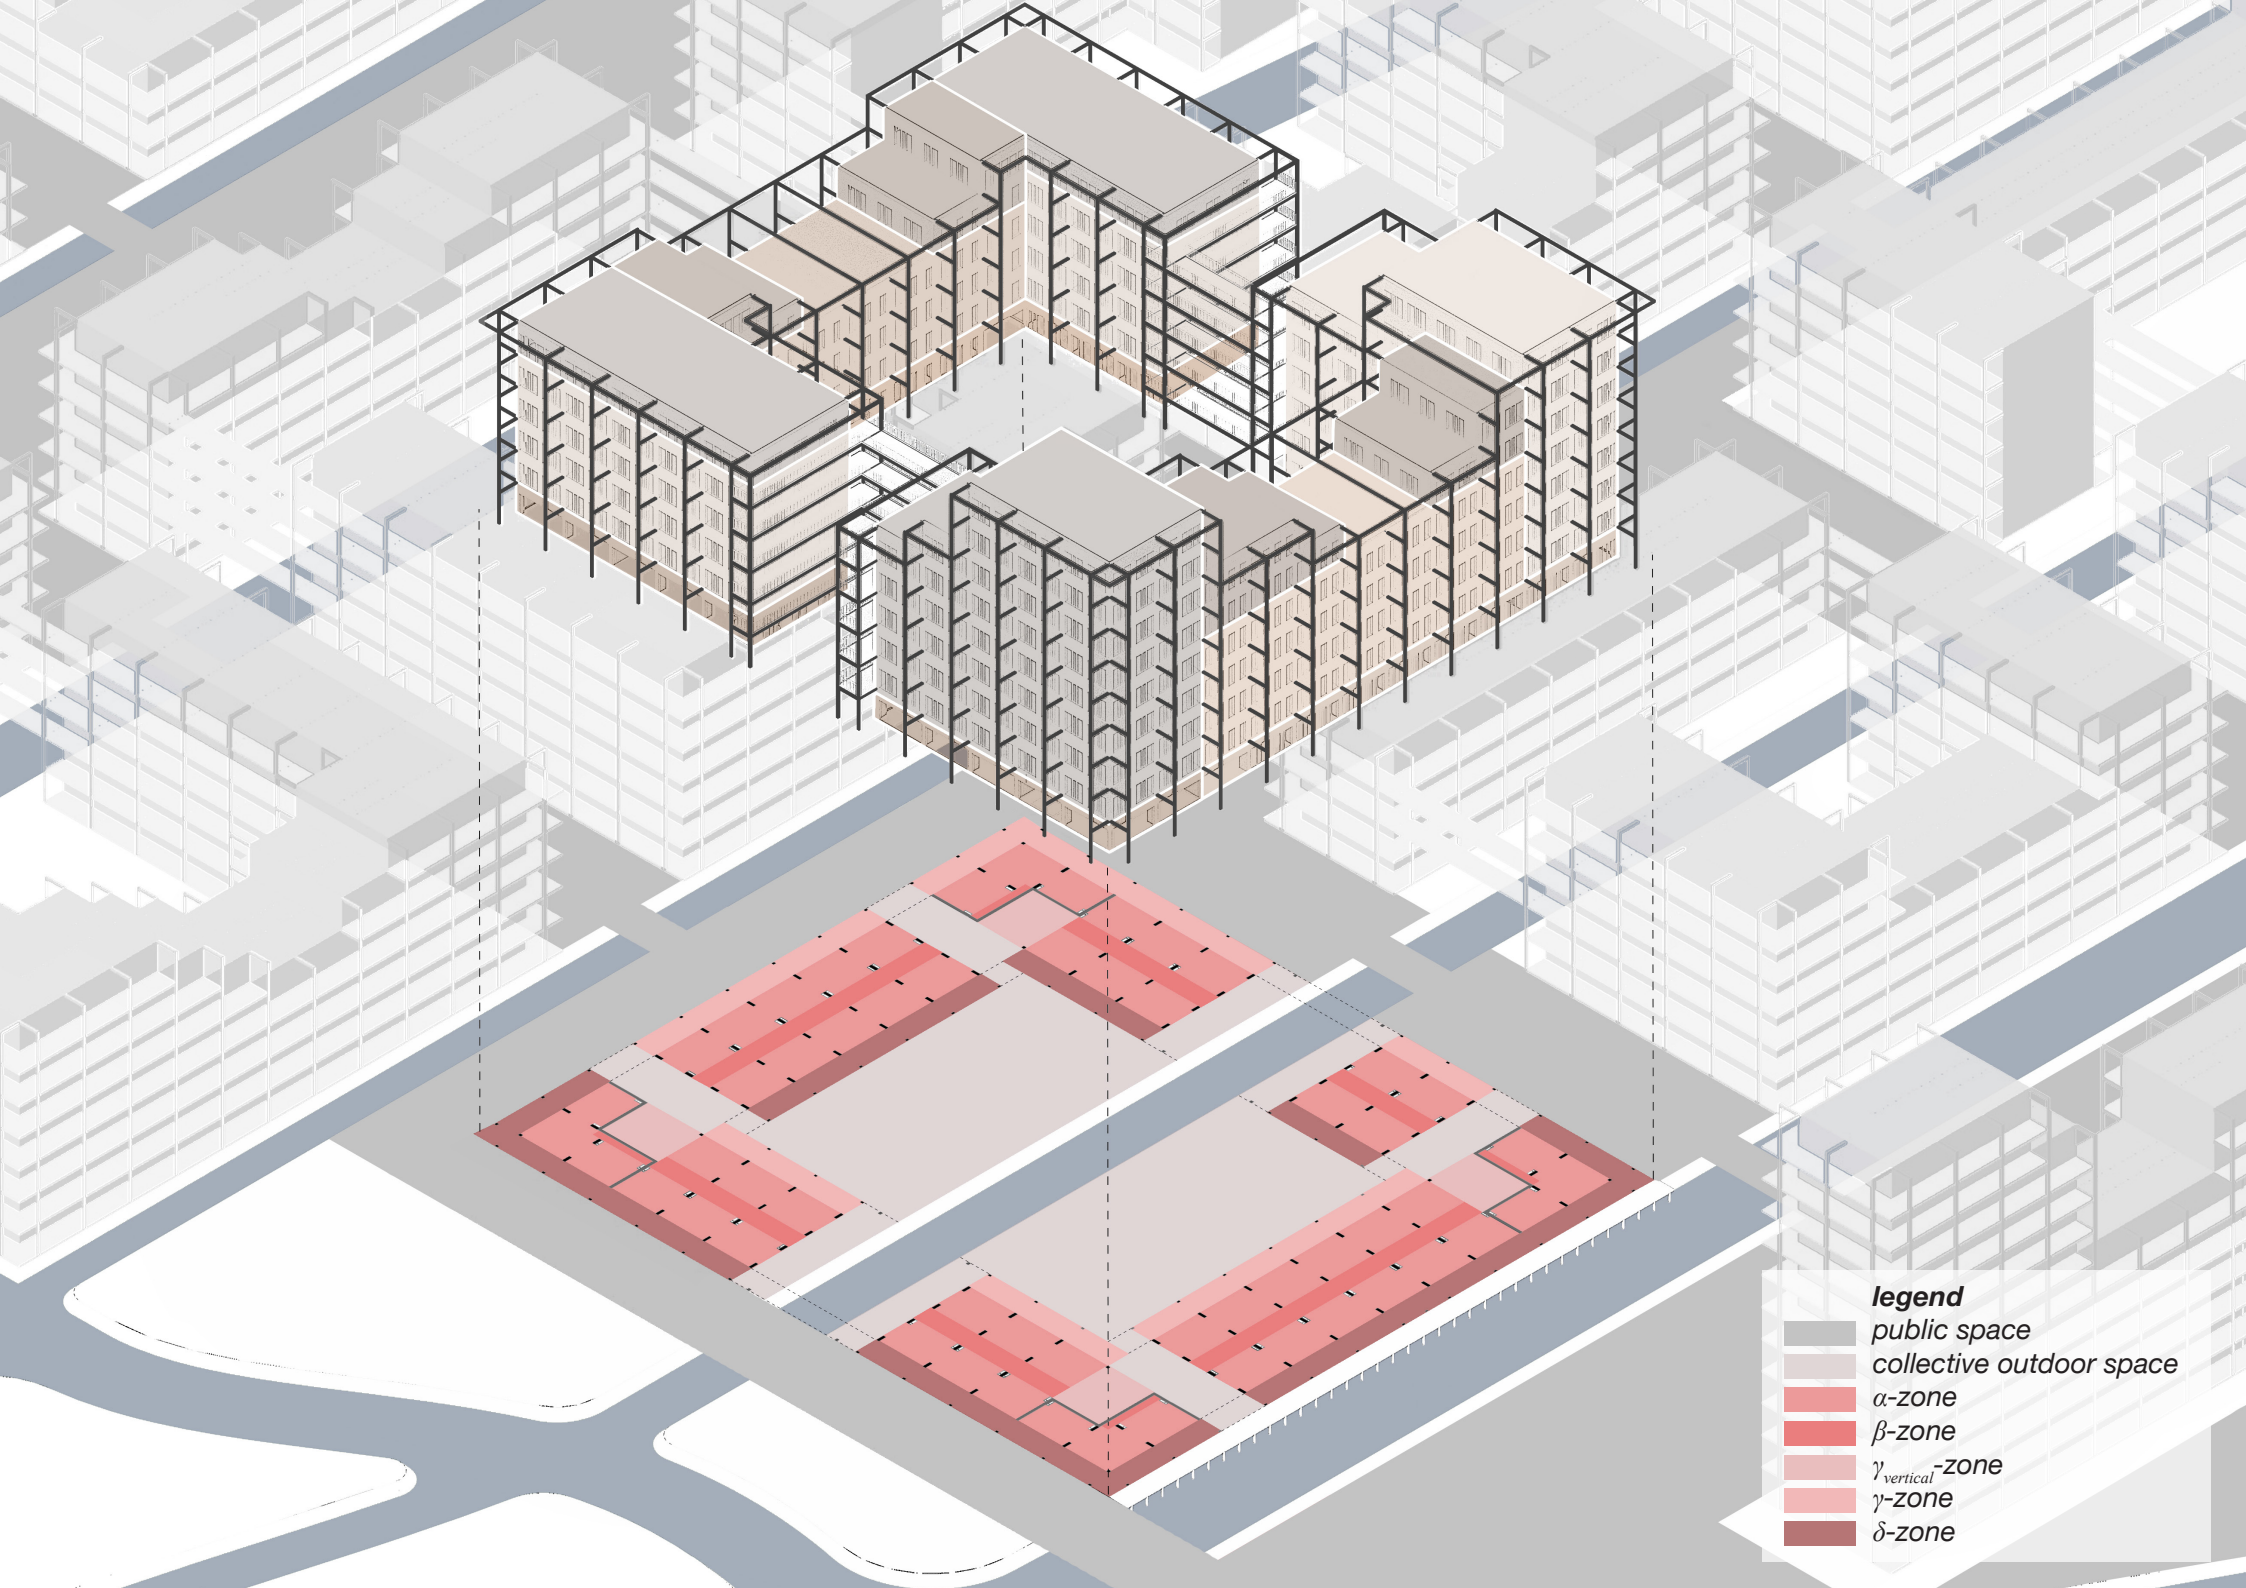 legend
public space
collective outdoor space
α-zone
β-zone
γvertical-zone
γ-zone
δ-zone